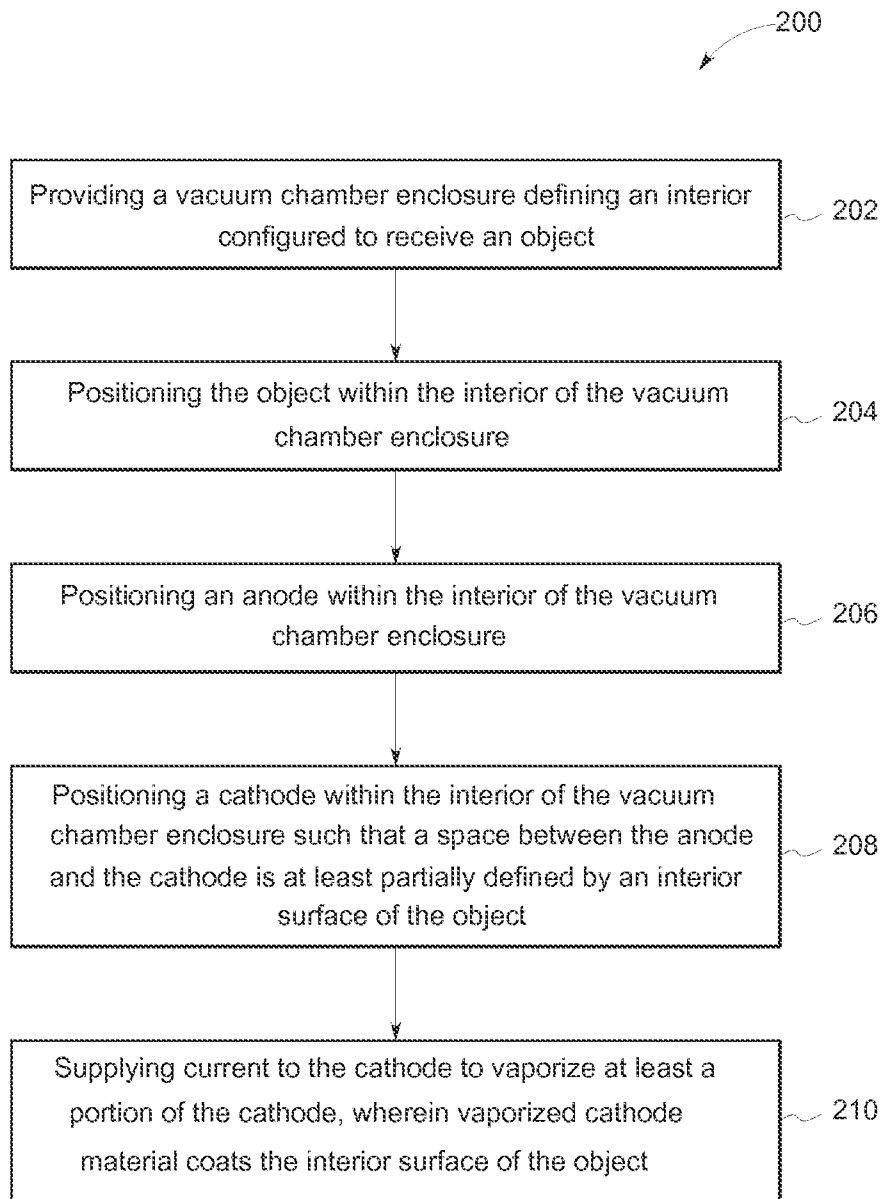 200
Providing a vacuum chamber enclosure defining an interior
configured to receive an object
202
Positioning the object within the interior of the vacuum
chamber enclosure
204
Positioning an anode within the interior of the vacuum
chamber enclosure
206
Positioning a cathode within the interior of the vacuum
chamber enclosure such that a space between the anode
and the cathode is at least partially defined by an interior
surface of the object
208
Supplying current to the cathode to vaporize at least a
portion of the cathode, wherein vaporized cathode
material coats the interior surface of the object
210